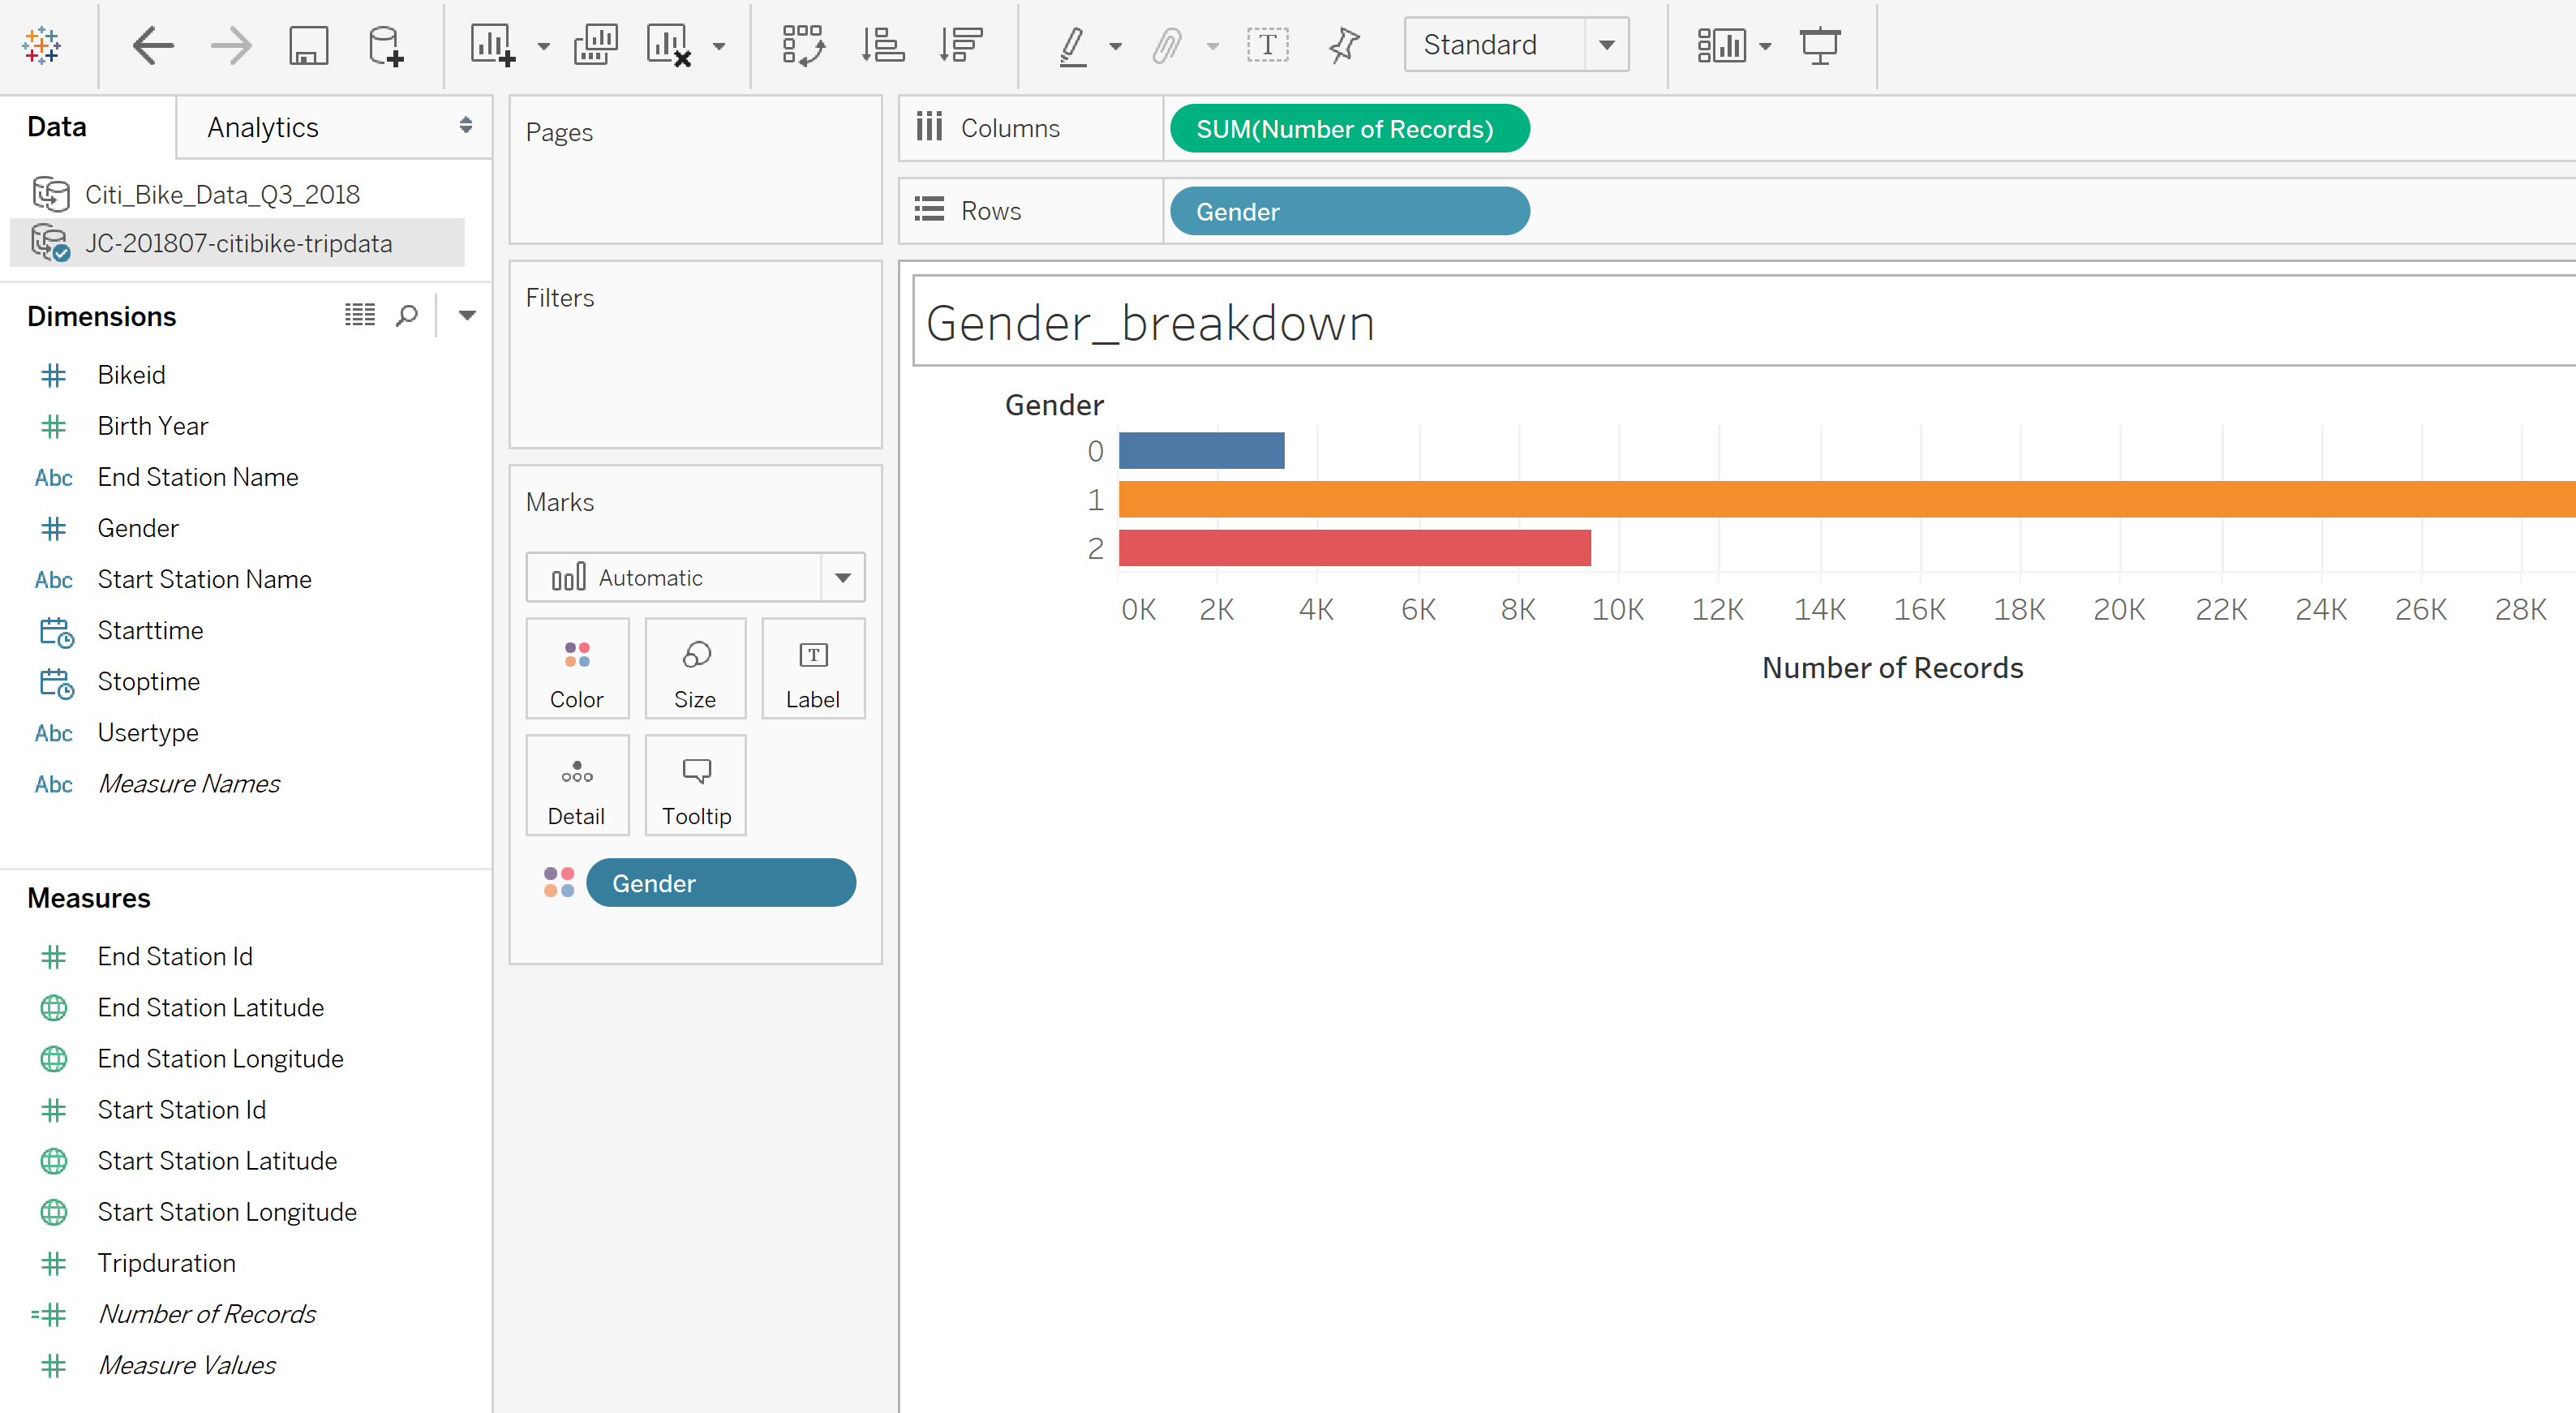 Standard
Data
Analytics
Citi_Bike_Data_Q3_2018
JC-201807-citibike-tripdata
Dimensions
Bikeid
Birth Year
Abc End Station Name
Gender
Abc Start Station Name
Starttime
Stoptime
Abc Usertype
Abc Measure Names
Measures
End Station Id
End Station Latitude
End Station Longitude
Start Station Id
Start Station Latitude
Start Station Longitude
Tripduration
=# Number of Records
Measure Values
Pages
Filters
Marks
Automatic
Color Size Label
Detail Tooltip
Gender
Columns SUM(Number of Records)
Rows Gender
Gender_breakdown
Gender
0
1
2
0K 2K 4K 6K 8K 10K 12K 14K 16K 18K 20K 22K 24K 26K 28K
Number of Records